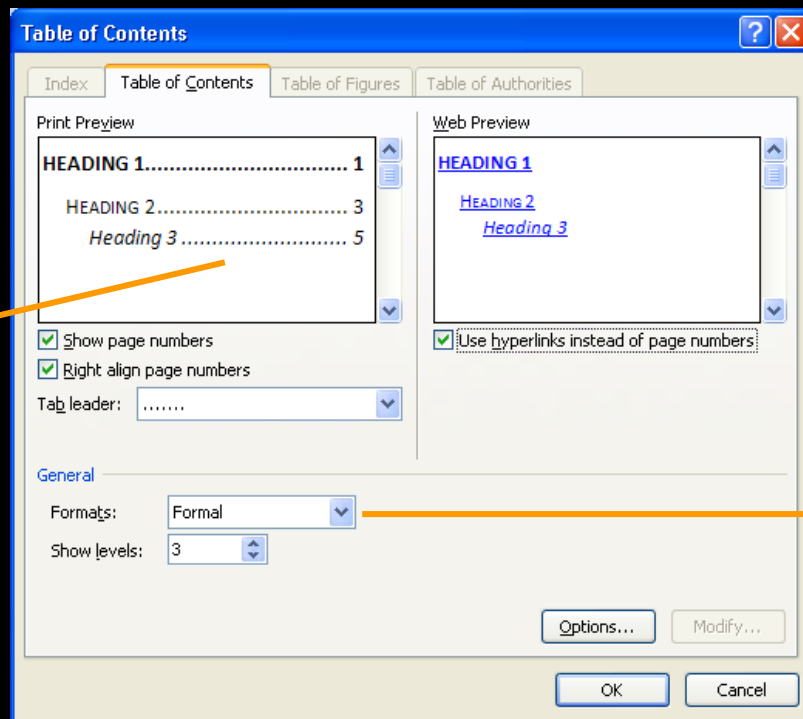 Table of Contents
Index Table of Contents Table of Figures Table of Authorities
Print Preview Web Preview
HEADING 1.............................. 1
HEADING 2.............................. 3
Heading 3 .......................... 5
HEADING 1
HEADING 2
Heading 3
Show page numbers
Right align page numbers
Tab leader: .......
Use hyperlinks instead of page numbers
General
Formats: Formal
Show levels: 3
Options... Modify...
OK Cancel